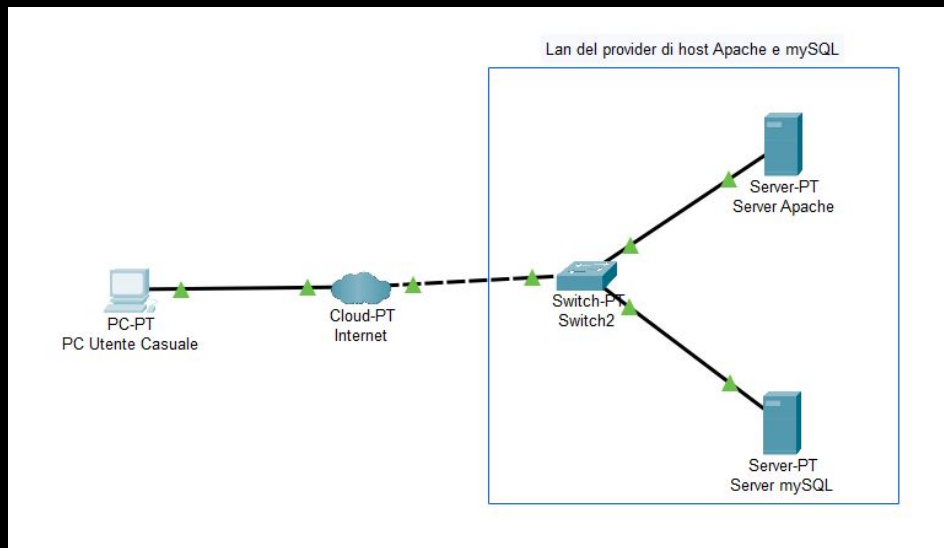 Lan del provider di host Apache e mySQL
Server-PT
Server Apache
PC-PT
PC Utente Casuale
Cloud-PT
Internet
Switch-PT
Switch2
Server-PT
Server mySQL